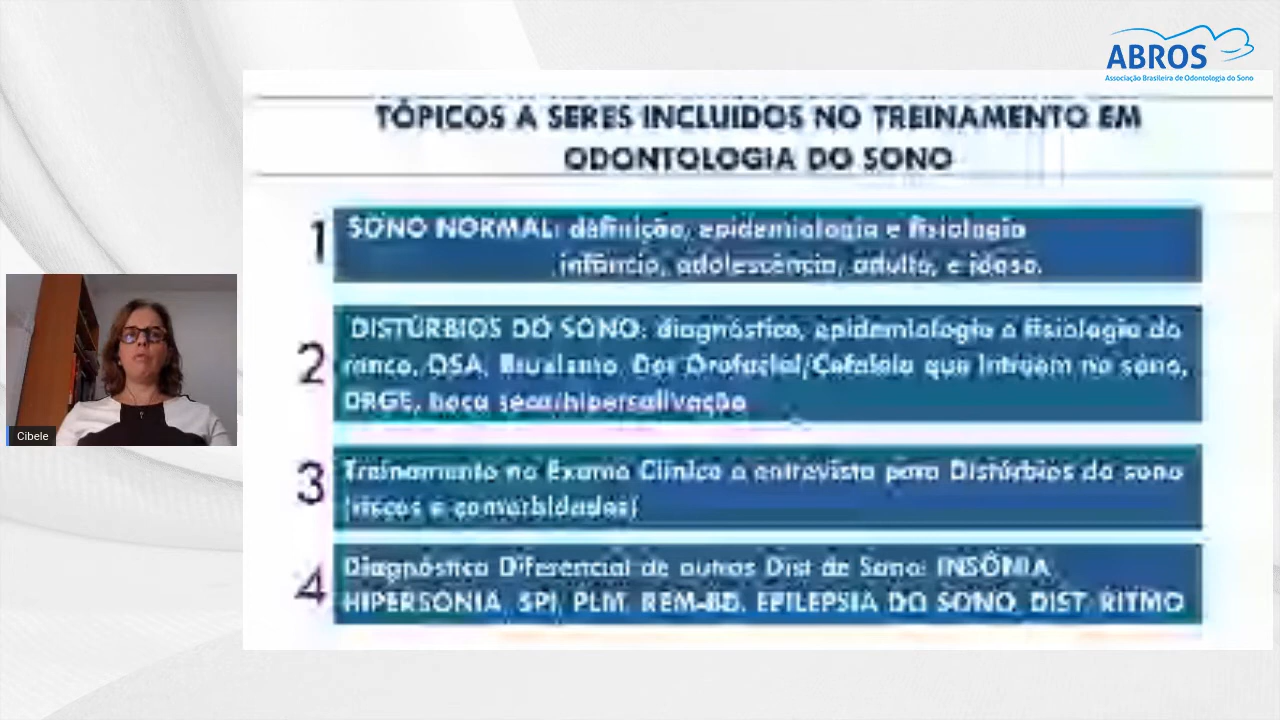 ABROS
Associação Brasileira de Odontologia do Sono
TÓPICOS A SERES INCLUIDOS NO TREINAMENTO EM
ODONTOLOGIA DO SONO
1
SONO NORMAL: definição, epidemiologia e fisiologia
infância, adolescência, adulto, e idoso.
2
DISTÚRBIOS DO SONO: diagnóstico, epidemiologia e fisiologia do
ronco, OSA, Bruxismo, Dor Orofacial/Cefaleia que intruem no sono,
DRGE, boca seca/hipersalivação
3
Treinamento no Exame Clínico e entrevista para Distúrbios do sono
(riscos e comorbidades)
4
Diagnóstico Diferencial de outros Dist de Sono: INSÔNIA,
HIPERSONIA, SPI, PLM, REM-BD, EPILEPSIA DO SONO, DIST. RITMO
Cibele